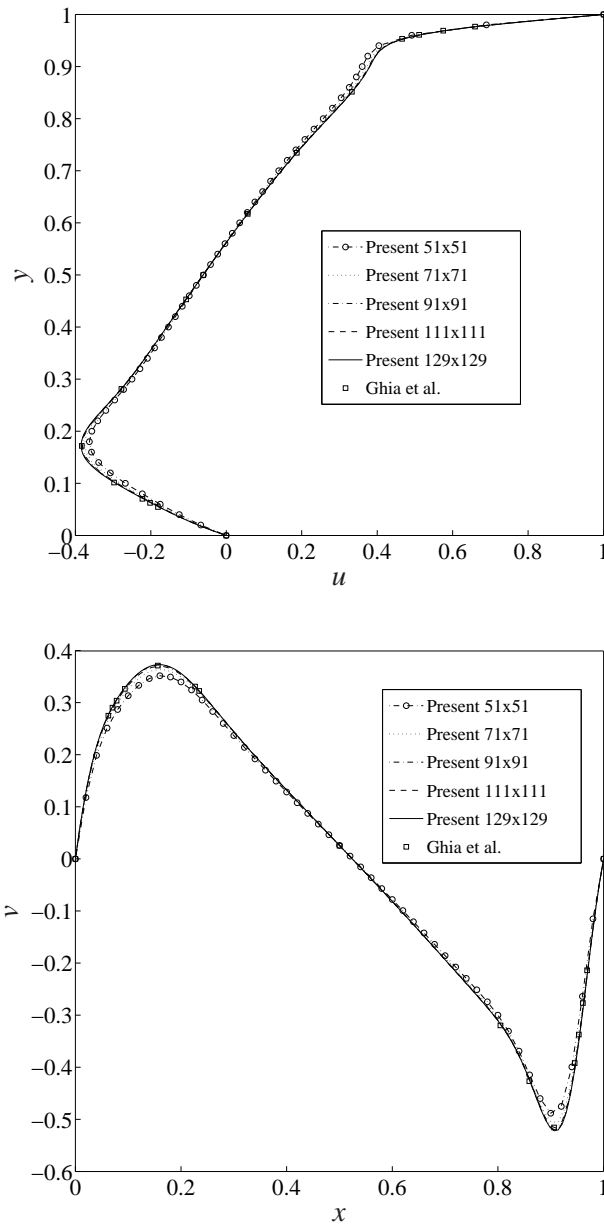 1
0.9
0.8
0.7
0.6
0.5
0.4
0.3
0.2
0.1
0
y
Present 51x51
Present 71x71
Present 91x91
Present 111x111
Present 129x129
Ghia et al.
−0.4 −0.2 0 0.2 0.4 0.6 0.8 1
u
0.4
0.3
0.2
0.1
0
−0.1
−0.2
−0.3
−0.4
−0.5
−0.6
v
Present 51x51
Present 71x71
Present 91x91
Present 111x111
Present 129x129
Ghia et al.
0 0.2 0.4 0.6 0.8 1
x